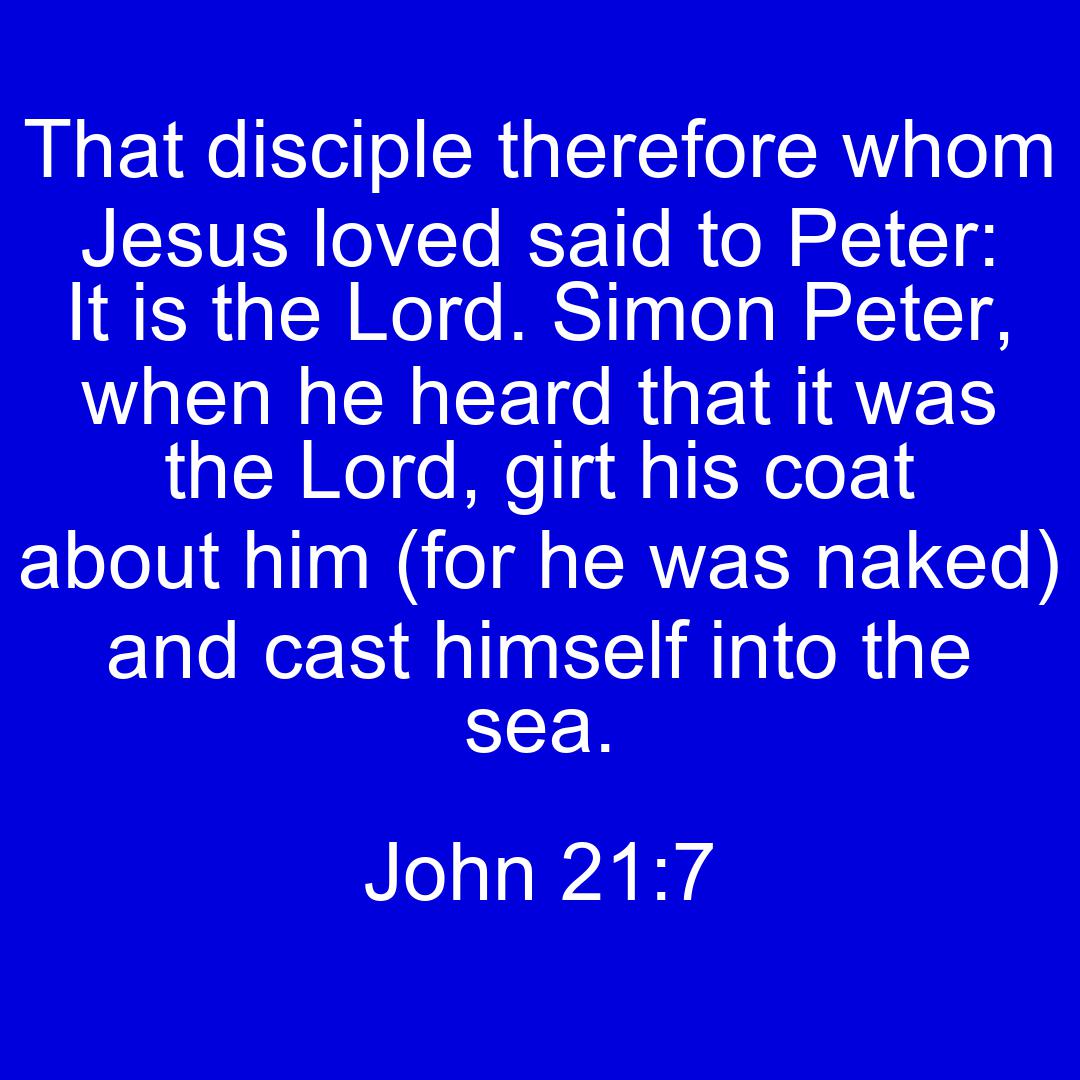 That disciple therefore whom
Jesus loved said to Peter:
It is the Lord. Simon Peter,
when he heard that it was
the Lord, girt his coat
about him (for he was naked)
and cast himself into the
sea.
John 21:7